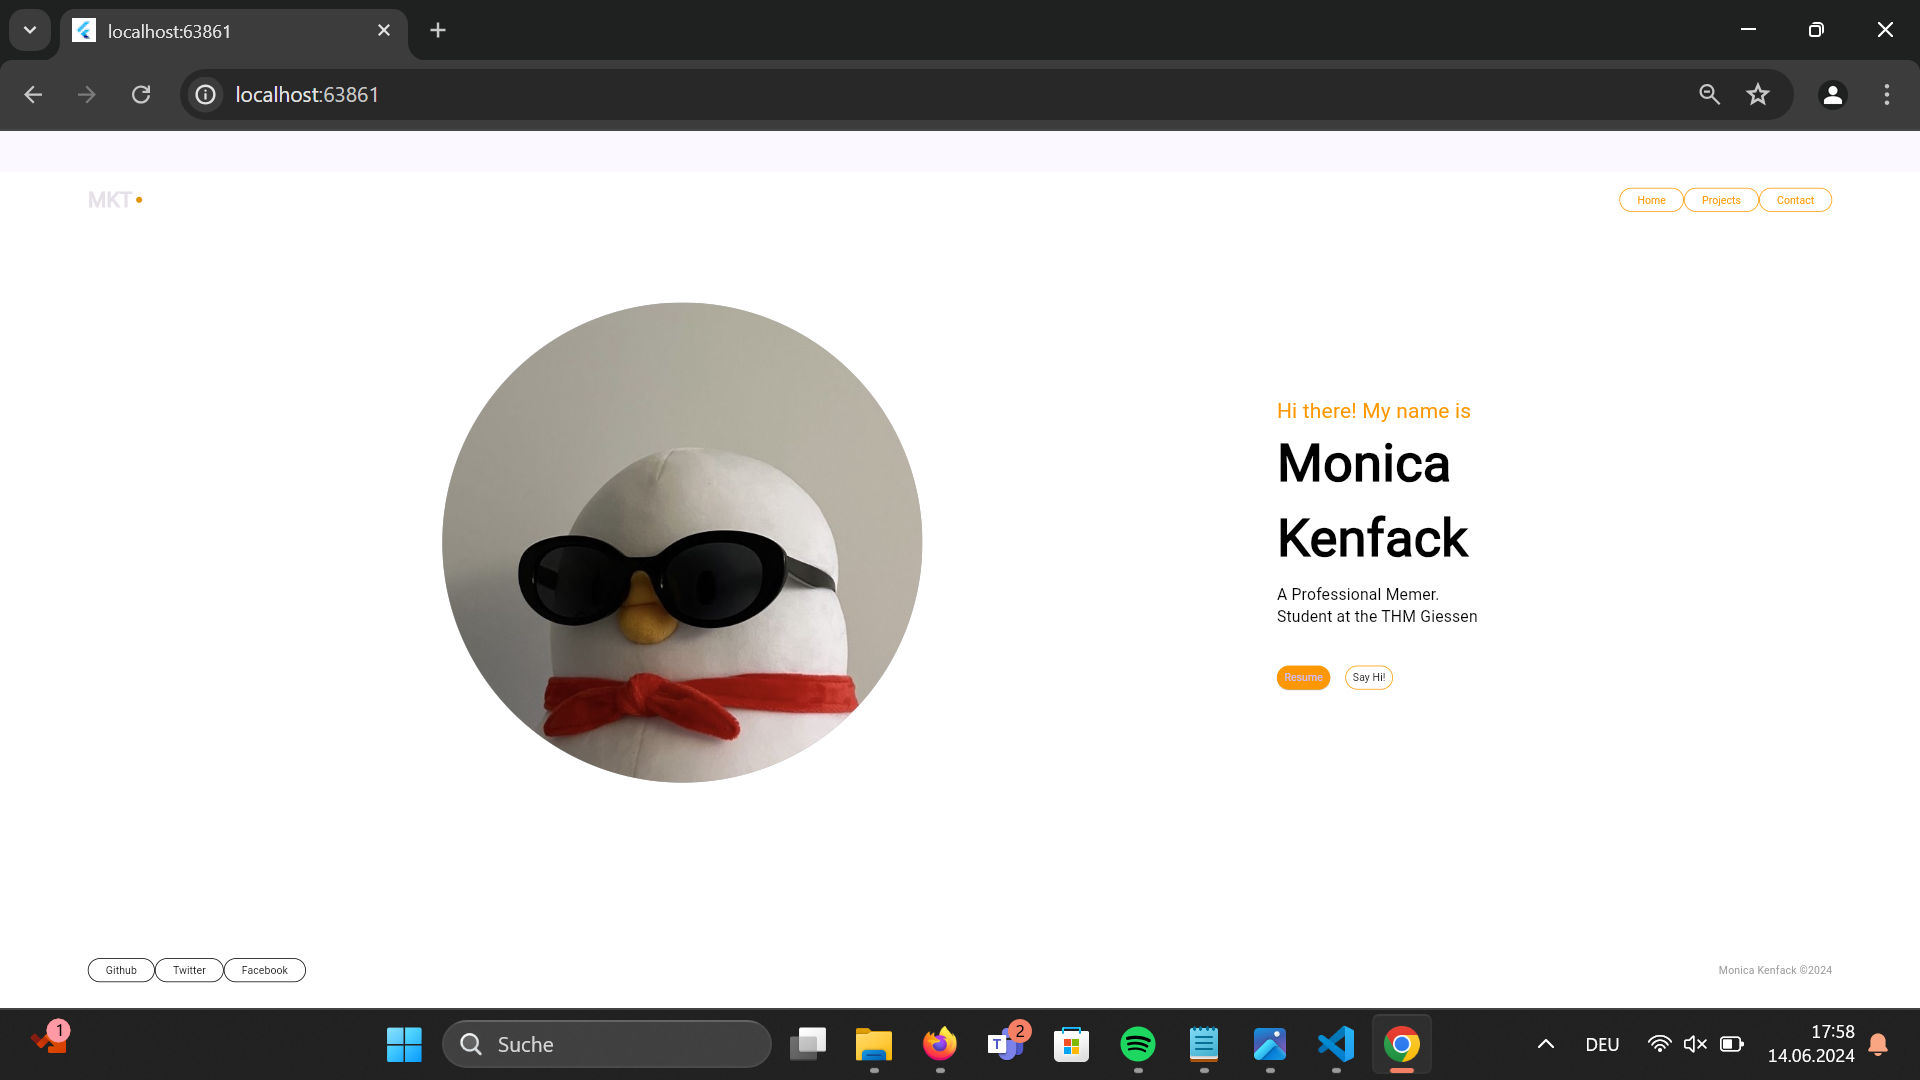 localhost:63861
localhost:63861
MKT
Home Projects Contact
Hi there! My name is
Monica
Kenfack
A Professional Memer.
Student at the THM Giessen
Resume Say Hi!
Github Twitter Facebook
Monica Kenfack ©2024
1
Suche
T 2
DEU
17:58
14.06.2024